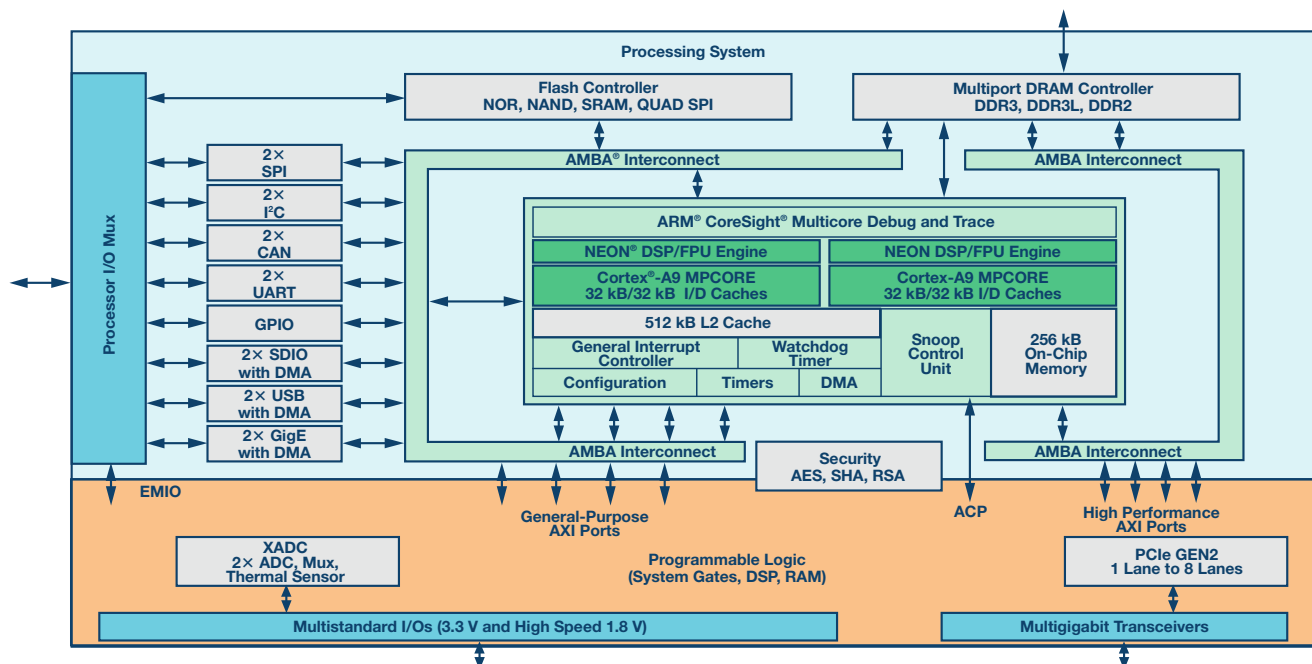 Processing System
Flash Controller
NOR, NAND, SRAM, QUAD SPI
Multiport DRAM Controller
DDR3, DDR3L, DDR2
Processor I/O Mux
2×
SPI
2×
I²C
2×
CAN
2×
UART
GPIO
2× SDIO
with DMA
2× USB
with DMA
2× GigE
with DMA
AMBA® Interconnect
AMBA Interconnect
ARM® CoreSight® Multicore Debug and Trace
NEON® DSP/FPU Engine
NEON DSP/FPU Engine
Cortex®-A9 MPCORE
32 kB/32 kB I/D Caches
Cortex-A9 MPCORE
32 kB/32 kB I/D Caches
512 kB L2 Cache
General Interrupt
Controller
Watchdog
Timer
Configuration
Timers
DMA
Snoop
Control
Unit
256 kB
On-Chip
Memory
AMBA Interconnect
AMBA Interconnect
Security
AES, SHA, RSA
EMIO
General-Purpose
AXI Ports
ACP
High Performance
AXI Ports
XADC
2× ADC, Mux,
Thermal Sensor
Programmable Logic
(System Gates, DSP, RAM)
PCIe GEN2
1 Lane to 8 Lanes
Multistandard I/Os (3.3 V and High Speed 1.8 V)
Multigigabit Transceivers